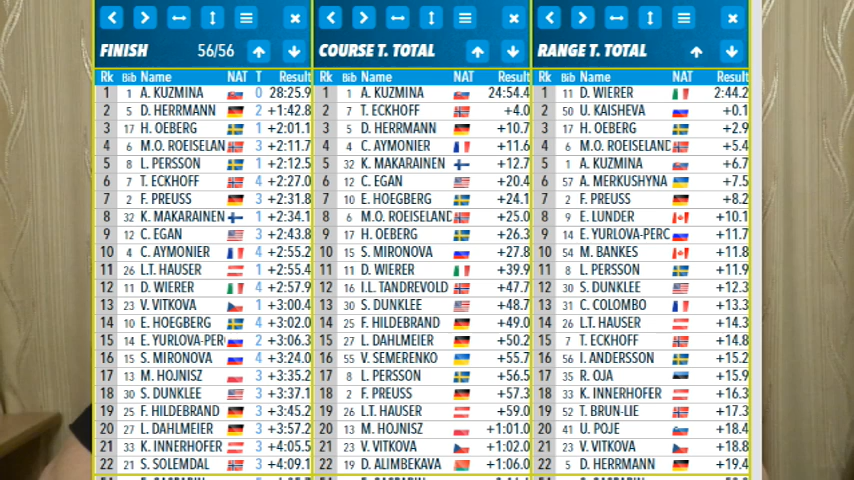 FINISH 56/56
Rk Bib Name NAT T Result
1 1 A. KUZMINA 0 28:25.9
2 5 D. HERRMANN 2 +1:42.8
3 17 H. OEBERG 1 +2:01.1
4 6 M.O. ROEISELAN 3 +2:11.7
5 8 L. PERSSON 1 +2:12.5
6 7 T. ECKHOFF 4 +2:27.0
7 2 F. PREUSS 3 +2:31.8
8 32 K. MAKARAINEN 1 +2:34.1
9 12 C. EGAN 3 +2:43.8
10 4 C. AYMONIER 4 +2:55.2
11 26 L.T. HAUSER 1 +2:55.4
12 11 D. WIERER 4 +2:57.9
13 23 V. VITKOVA 1 +3:00.4
14 10 E. HOEGBERG 4 +3:02.0
15 14 E. YURLOVA-PER 2 +3:06.3
16 15 S. MIRONOVA 4 +3:24.0
17 13 M. HOJNISZ 3 +3:35.2
18 30 S. DUNKLEE 3 +3:37.1
19 25 F. HILDEBRAND 3 +3:45.2
20 27 L. DAHLMEIER 3 +3:57.2
21 33 K. INNERHOFER 3 +4:05.5
22 21 S. SOLEMDAL 3 +4:09.1
COURSE T. TOTAL
Rk Bib Name NAT Result
1 1 A. KUZMINA 24:54.4
2 7 T. ECKHOFF +4.0
3 5 D. HERRMANN +10.7
4 4 C. AYMONIER +11.6
5 32 K. MAKARAINEN +12.7
6 12 C. EGAN +20.4
7 10 E. HOEGBERG +24.1
8 6 M.O. ROEISELAND +25.0
9 17 H. OEBERG +26.3
10 15 S. MIRONOVA +27.8
11 11 D. WIERER +39.9
12 16 I.L. TANDREVOLD +47.7
13 30 S. DUNKLEE +48.7
14 25 F. HILDEBRAND +49.0
15 27 L. DAHLMEIER +50.2
16 55 V. SEMERENKO +55.7
17 8 L. PERSSON +56.5
18 2 F. PREUSS +57.3
19 26 L.T. HAUSER +59.0
20 13 M. HOJNISZ +1:01.0
21 23 V. VITKOVA +1:02.0
22 19 D. ALIMBEKAVA +1:06.0
RANGE T. TOTAL
Rk Bib Name NAT Result
1 11 D. WIERER 2:44.2
2 50 U. KAISHEVA +0.1
3 17 H. OEBERG +2.9
4 6 M.O. ROEISELAND +5.4
5 1 A. KUZMINA +6.7
6 57 A. MERKUSHYNA +7.5
7 2 F. PREUSS +8.2
8 9 E. LUNDER +10.1
9 14 E. YURLOVA-PERC +11.7
10 54 M. BANKES +11.8
11 8 L. PERSSON +11.9
12 30 S. DUNKLEE +12.3
13 31 C. COLOMBO +13.3
14 26 L.T. HAUSER +14.3
15 7 T. ECKHOFF +14.8
16 56 I. ANDERSSON +15.2
17 35 R. OJA +15.9
18 33 K. INNERHOFER +16.3
19 52 T. BRUN-LIE +17.3
20 41 U. POJE +18.4
21 23 V. VITKOVA +18.8
22 5 D. HERRMANN +19.4